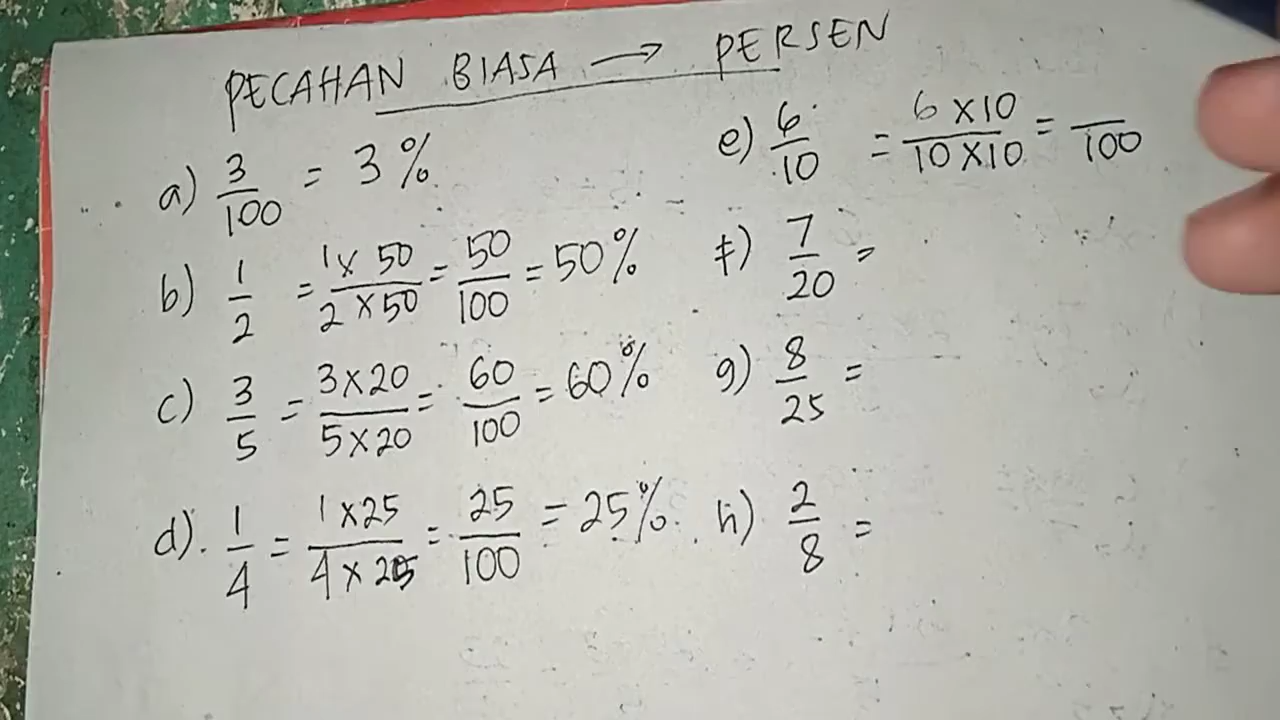 PECAHAN BIASA → PERSEN
a) 3/100 = 3%
b) 1/2 = 1 x 50/2 x 50 = 50/100 = 50%
c) 3/5 = 3 x 20/5 x 20 = 60/100 = 60%
d). 1/4 = 1 x 25/4 x 25 = 25/100 = 25%.
e) 6/10 = 6 x 10/10 x 10 = /100
f) 7/20 =
g) 8/25 =
h) 2/8 =